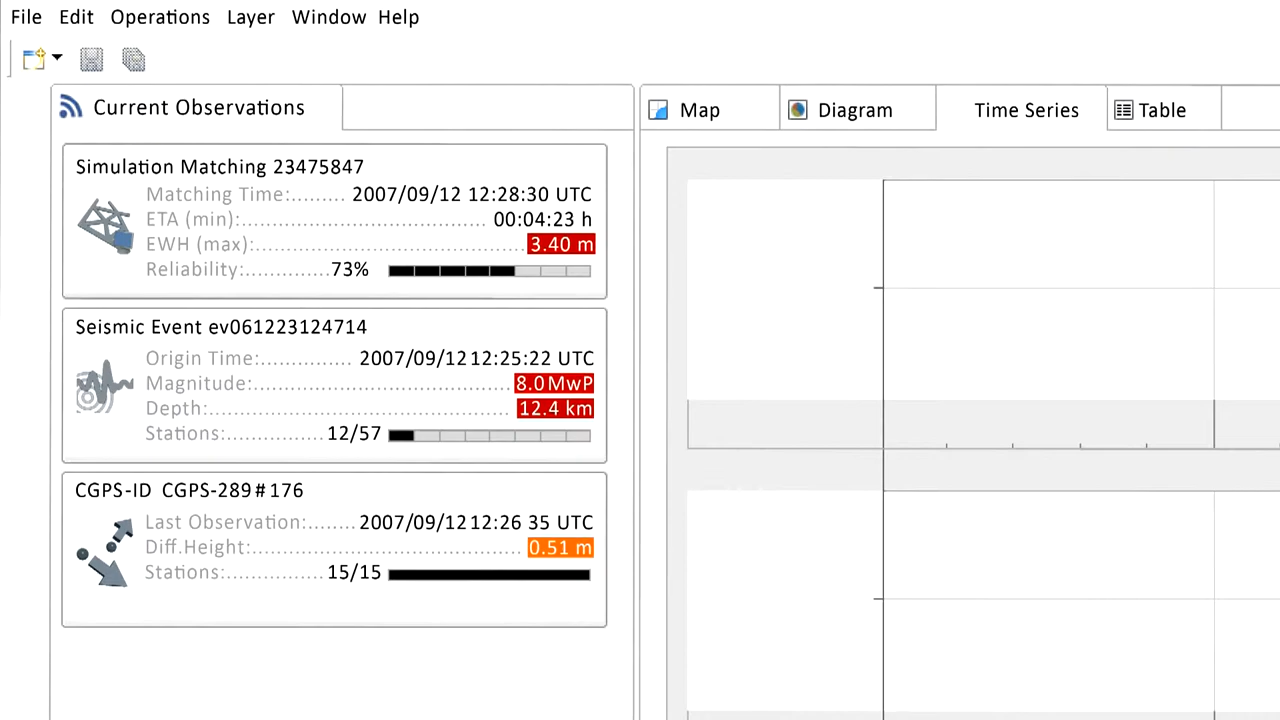 File Edit Operations Layer Window Help
Current Observations
Map Diagram Time Series Table
Simulation Matching 23475847
Matching Time:......... 2007/09/12 12:28:30 UTC
ETA (min):................................... 00:04:23 h
EWH (max):....................................... 3.40 m
Reliability:.............73%
Seismic Event ev061223124714
Origin Time:.............. 2007/09/12 12:25:22 UTC
Magnitude:..................................... 8.0 MwP
Depth:........................................... 12.4 km
Stations:............... 12/57
CGPS-ID CGPS-289#176
Last Observation:........ 2007/09/12 12:26 35 UTC
Diff.Height:....................................... 0.51 m
Stations:............... 15/15